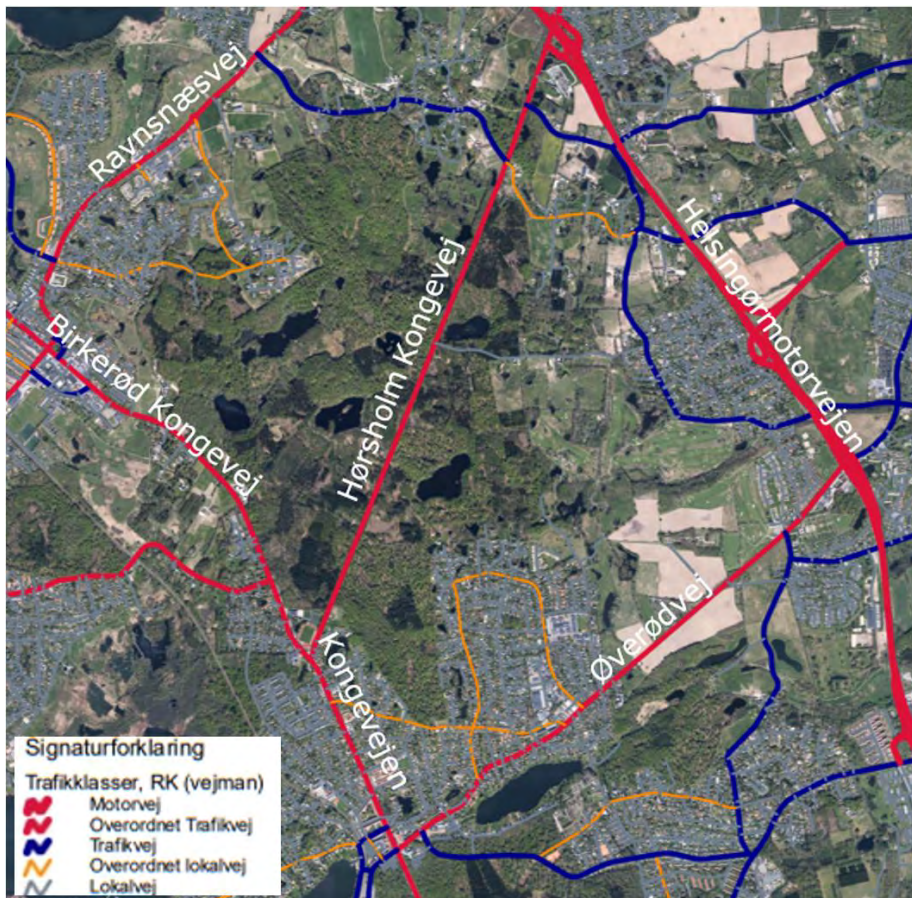 Ravnsnæsvej
Helsingørmotorvejen
Hørsholm Kongevej
Birkerød Kongevej
Øverødvej
Kongevejen
Signaturforklaring
Trafikklasser, RK (vejman)
Motorvej
Overordnet Trafikvej
Trafikvej
Overordnet lokalvej
Lokalvej